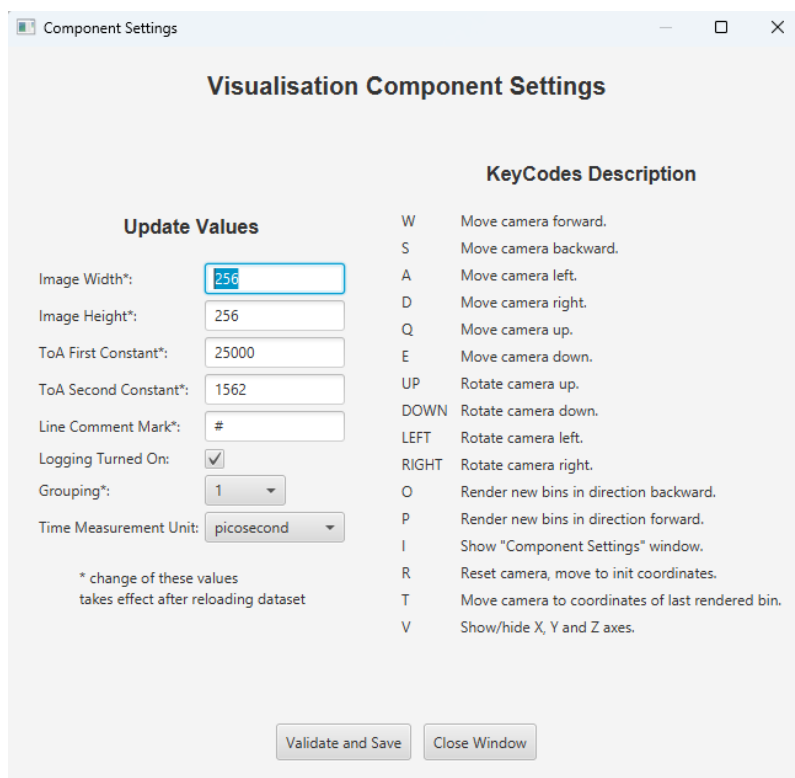 Component Settings
Visualisation Component Settings
Update Values
Image Width*: 256
Image Height*: 256
ToA First Constant*: 25000
ToA Second Constant*: 1562
Line Comment Mark*: #
Logging Turned On:
Grouping*: 1
Time Measurement Unit: picosecond
* change of these values
takes effect after reloading dataset
KeyCodes Description
W Move camera forward.
S Move camera backward.
A Move camera left.
D Move camera right.
Q Move camera up.
E Move camera down.
UP Rotate camera up.
DOWN Rotate camera down.
LEFT Rotate camera left.
RIGHT Rotate camera right.
O Render new bins in direction backward.
P Render new bins in direction forward.
I Show "Component Settings" window.
R Reset camera, move to init coordinates.
T Move camera to coordinates of last rendered bin.
V Show/hide X, Y and Z axes.
Validate and Save Close Window